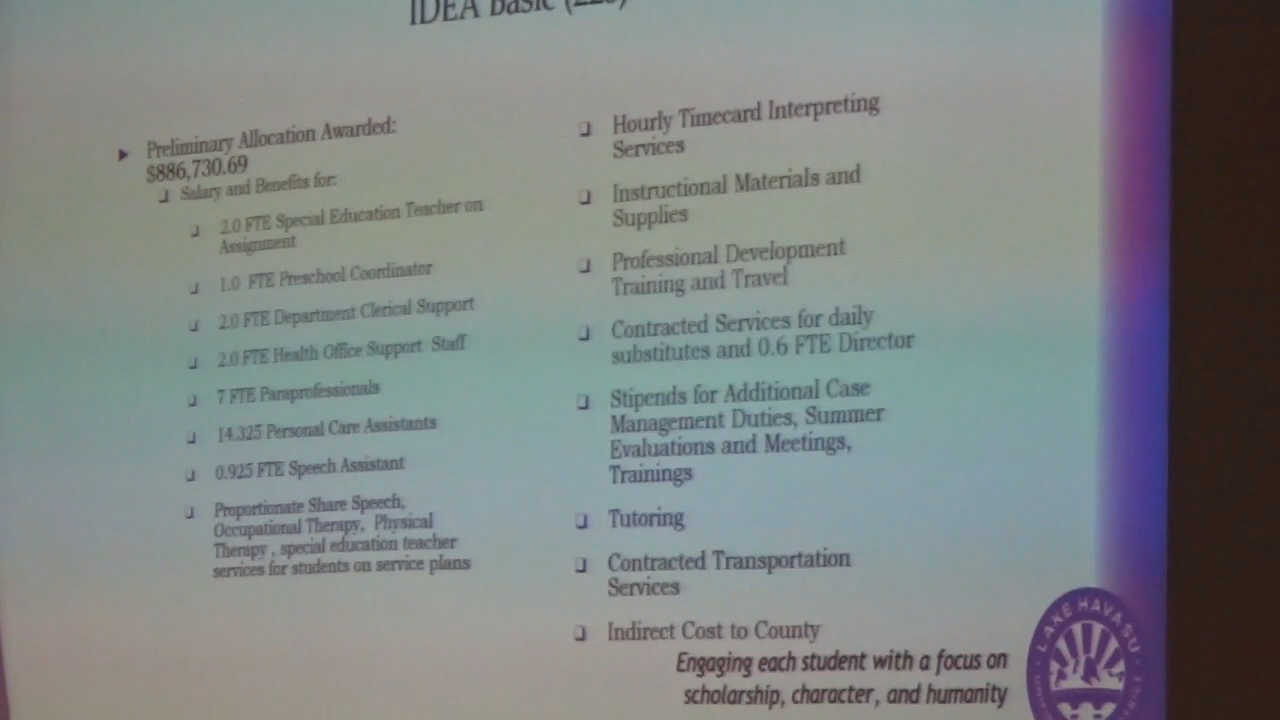 IDEA Basic
Preliminary Allocation Awarded:
$886,730.69
Salary and Benefits for:
2.0 FTE Special Education Teacher on
Assignment
1.0 FTE Preschool Coordinator
2.0 FTE Department Clerical Support
2.0 FTE Health Office Support Staff
7 FTE Paraprofessionals
14.325 Personal Care Assistants
0.925 FTE Speech Assistant
Proportionate Share Speech,
Occupational Therapy, Physical
Therapy , special education teacher
services for students on service plans
Hourly Timecard Interpreting
Services
Instructional Materials and
Supplies
Professional Development
Training and Travel
Contracted Services for daily
substitutes and 0.6 FTE Director
Stipends for Additional Case
Management Duties, Summer
Evaluations and Meetings,
Trainings
Tutoring
Contracted Transportation
Services
Indirect Cost to County
Engaging each student with a focus on
scholarship, character, and humanity
LAKE HAVASU